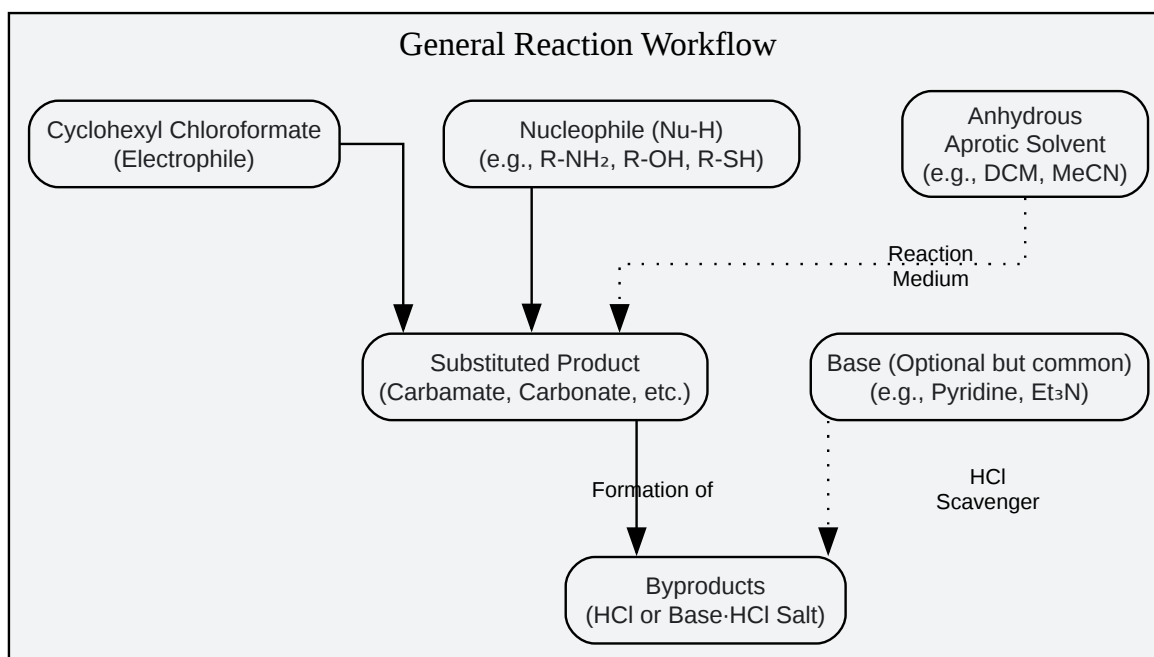 General Reaction Workflow
Cyclohexyl Chloroformate
(Electrophile)
Nucleophile (Nu-H)
(e.g., R-NH₂, R-OH, R-SH)
Anhydrous
Aprotic Solvent
(e.g., DCM, MeCN)
Reaction
Medium
Substituted Product
(Carbamate, Carbonate, etc.)
Base (Optional but common)
(e.g., Pyridine, Et₃N)
Formation of
HCl
Scavenger
Byproducts
(HCl or Base·HCl Salt)